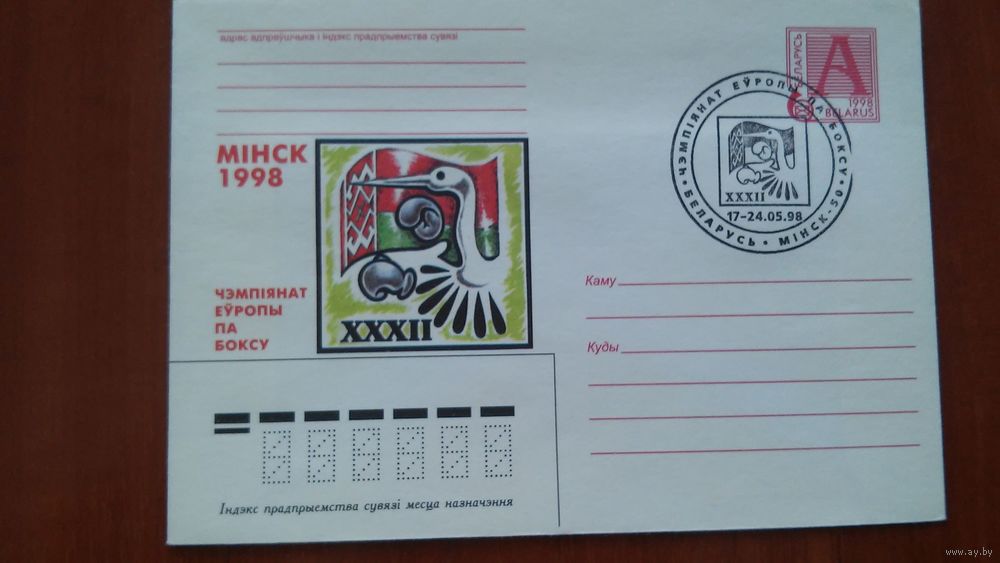 адрас адпраўшчыка і індэкс прадпрыемства сувязі
МІНСК
1998
ЧЭМПІЯНАТ
ЕЎРОПЫ
ПА
БОКСУ
XXXII
БЕЛАРУСЬ
А
1998
BELARUS
ЧЭМПІЯНАТ ЕЎРОПЫ ПА БОКСУ
XXXII
17–24.05.98
БЕЛАРУСЬ • МІНСК-50
Каму
Куды
Індэкс прадпрыемства сувязі месца назначэння
www.ay.by